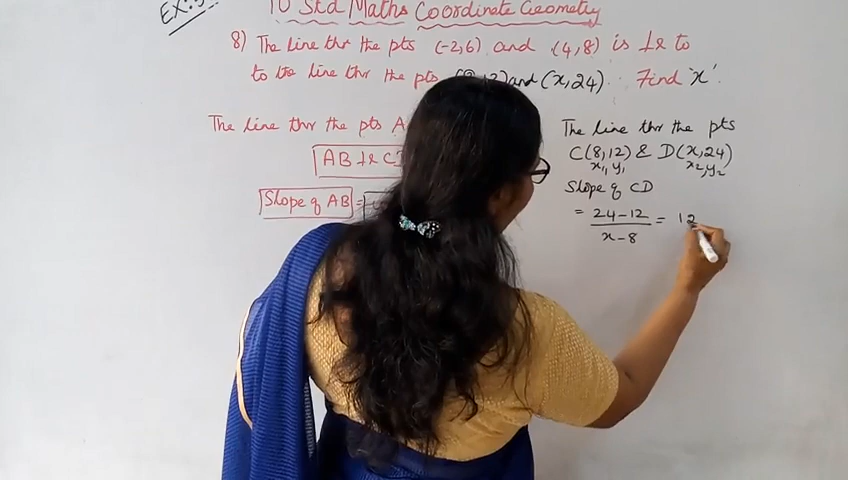 10 Std Maths Coordinate Geometry
8) The line thr the pts (-2,6) and (4,8) is ⊥r to
to the line thr the pts and (x,24). Find 'x'.
The line thr the pts A
AB ⊥r CD
Slope of AB =
The line thr the pts
C(8,12) & D(x,24)
x₁,y₁ x₂,y₂
Slope of CD
= 24-12 / x-8 = 12